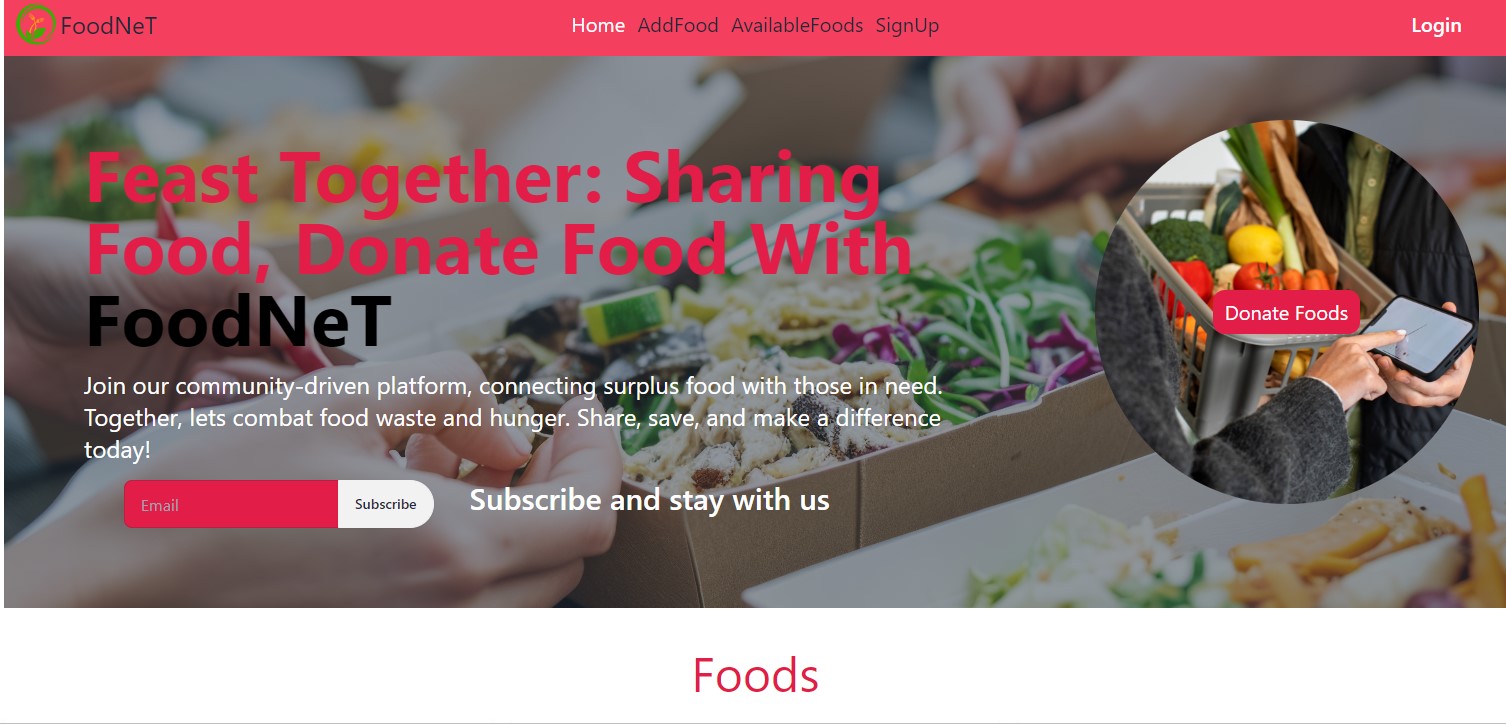 FoodNeT
Home AddFood AvailableFoods SignUp
Login
Feast Together: Sharing
Food, Donate Food With
FoodNeT
Join our community-driven platform, connecting surplus food with those in need.
Together, lets combat food waste and hunger. Share, save, and make a difference
today!
Email
Subscribe
Subscribe and stay with us
Donate Foods
Foods